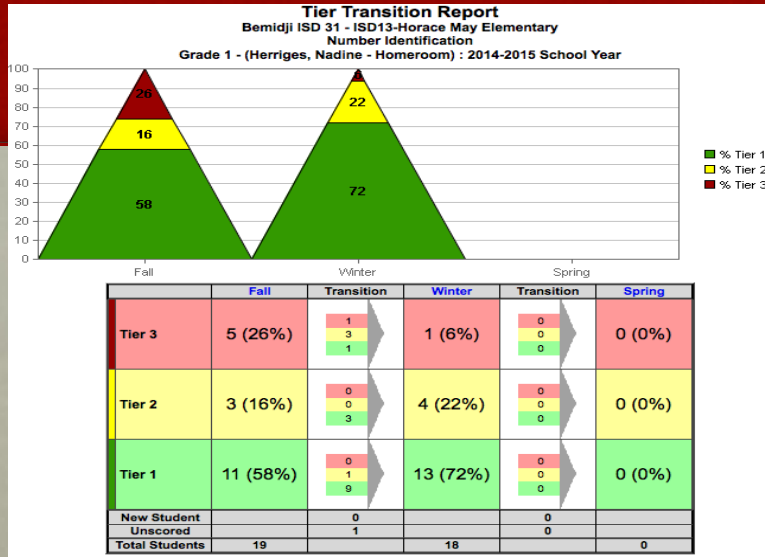 Tier Transition Report
Bemidji ISD 31 - ISD13-Horace May Elementary
Number Identification
Grade 1 - (Herriges, Nadine - Homeroom) : 2014-2015 School Year
100
90
80
70
60
50
40
30
20
10
0
26
16
58
6
22
72
Fall Winter Spring
% Tier 1
% Tier 2
% Tier 3
Fall Transition Winter Transition Spring
Tier 3 5 (26%) 1 3 1 1 (6%) 0 0 0 0 (0%)
Tier 2 3 (16%) 0 0 3 4 (22%) 0 0 0 0 (0%)
Tier 1 11 (58%) 0 1 9 13 (72%) 0 0 0 0 (0%)
New Student 0 0
Unscored 1 0
Total Students 19 18 0